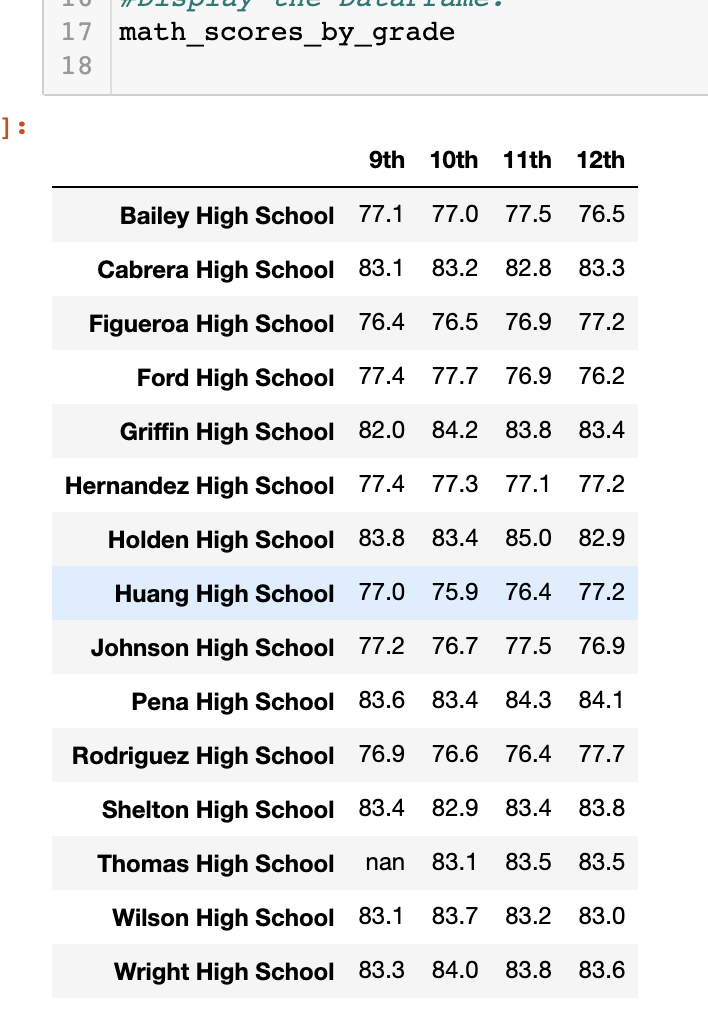 16 #Display the DataFrame.
17 math_scores_by_grade
18
]:
9th 10th 11th 12th
Bailey High School 77.1 77.0 77.5 76.5
Cabrera High School 83.1 83.2 82.8 83.3
Figueroa High School 76.4 76.5 76.9 77.2
Ford High School 77.4 77.7 76.9 76.2
Griffin High School 82.0 84.2 83.8 83.4
Hernandez High School 77.4 77.3 77.1 77.2
Holden High School 83.8 83.4 85.0 82.9
Huang High School 77.0 75.9 76.4 77.2
Johnson High School 77.2 76.7 77.5 76.9
Pena High School 83.6 83.4 84.3 84.1
Rodriguez High School 76.9 76.6 76.4 77.7
Shelton High School 83.4 82.9 83.4 83.8
Thomas High School nan 83.1 83.5 83.5
Wilson High School 83.1 83.7 83.2 83.0
Wright High School 83.3 84.0 83.8 83.6